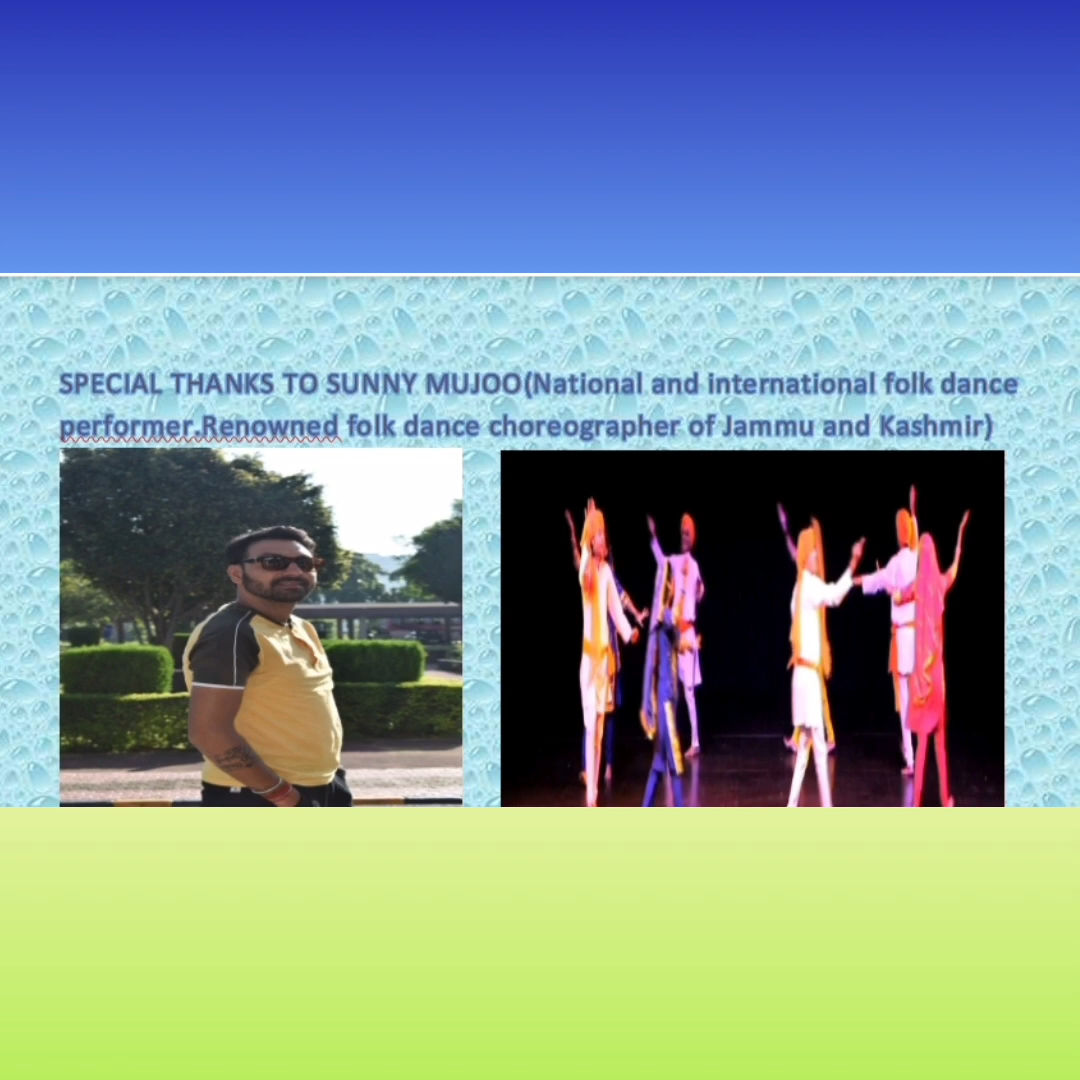 SPECIAL THANKS TO SUNNY MUJOO(National and international folk dance
performer.Renowned folk dance choreographer of Jammu and Kashmir)